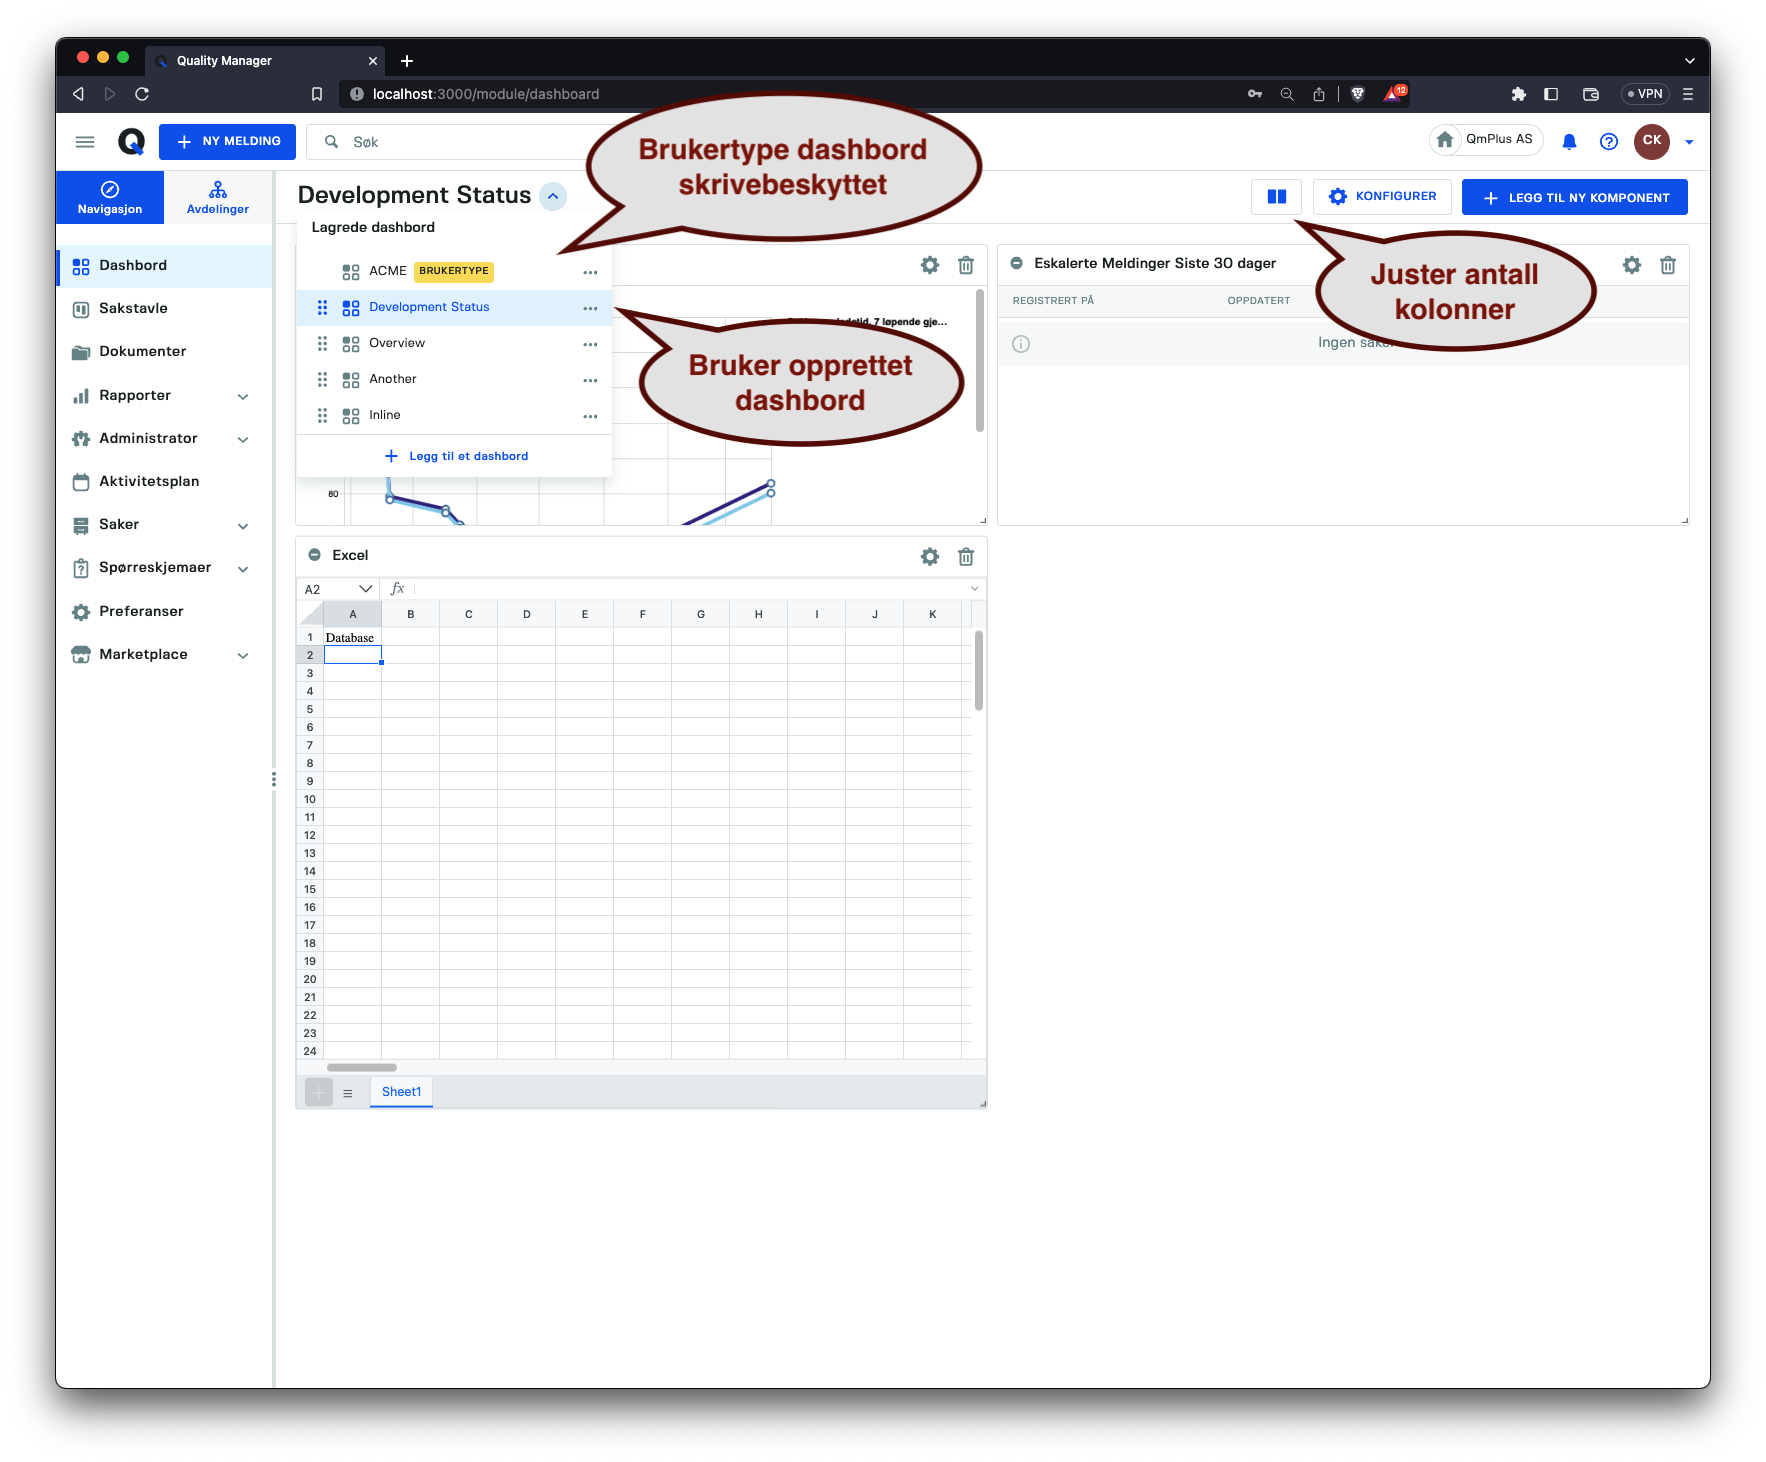 Quality Manager
localhost:3000/module/dashboard
12
VPN
NY MELDING
Søk
QmPlus AS
CK
Navigasjon
Avdelinger
Development Status
KONFIGURER
LEGG TIL NY KOMPONENT
Brukertype dashbord
skrivebeskyttet
Lagrede dashbord
ACME BRUKERTYPE
Development Status
Overview
Another
Inline
Legg til et dashbord
Bruker opprettet
dashbord
Juster antall
kolonner
Dashbord
Sakstavle
Dokumenter
Rapporter
Administrator
Aktivitetsplan
Saker
Spørreskjemaer
Preferanser
Marketplace
7 løpende gje...
80
Eskalerte Meldinger Siste 30 dager
REGISTRERT PÅ
OPPDATERT
Ingen saker
Excel
A2
fx
A B C D E F G H I J K
1 Database
2
3
4
5
6
7
8
9
10
11
12
13
14
15
16
17
18
19
20
21
22
23
24
Sheet1